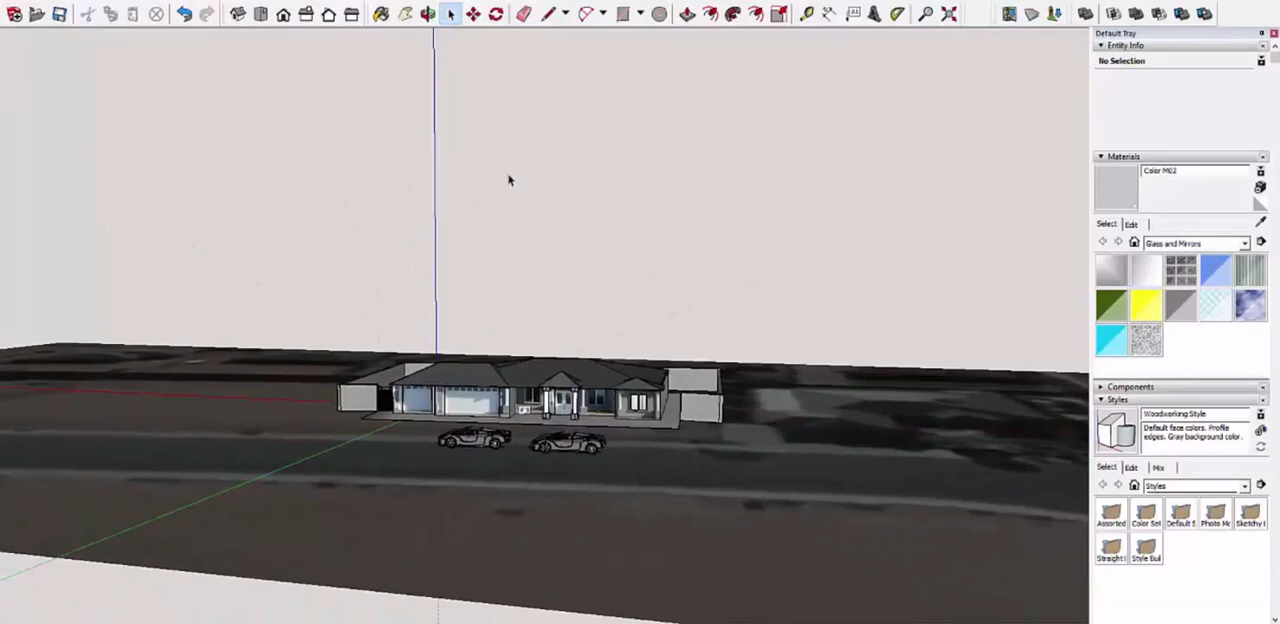 Default Tray
Entity Info
No Selection
Materials
Color M02
Select Edit
Glass and Mirrors
Components
Styles
Woodworking Style
Default face colors. Profile
edges. Gray background color.
Select Edit Mix
Styles
Assorted Color Set Default S Photo Mo Sketchy
Straight Style Buil